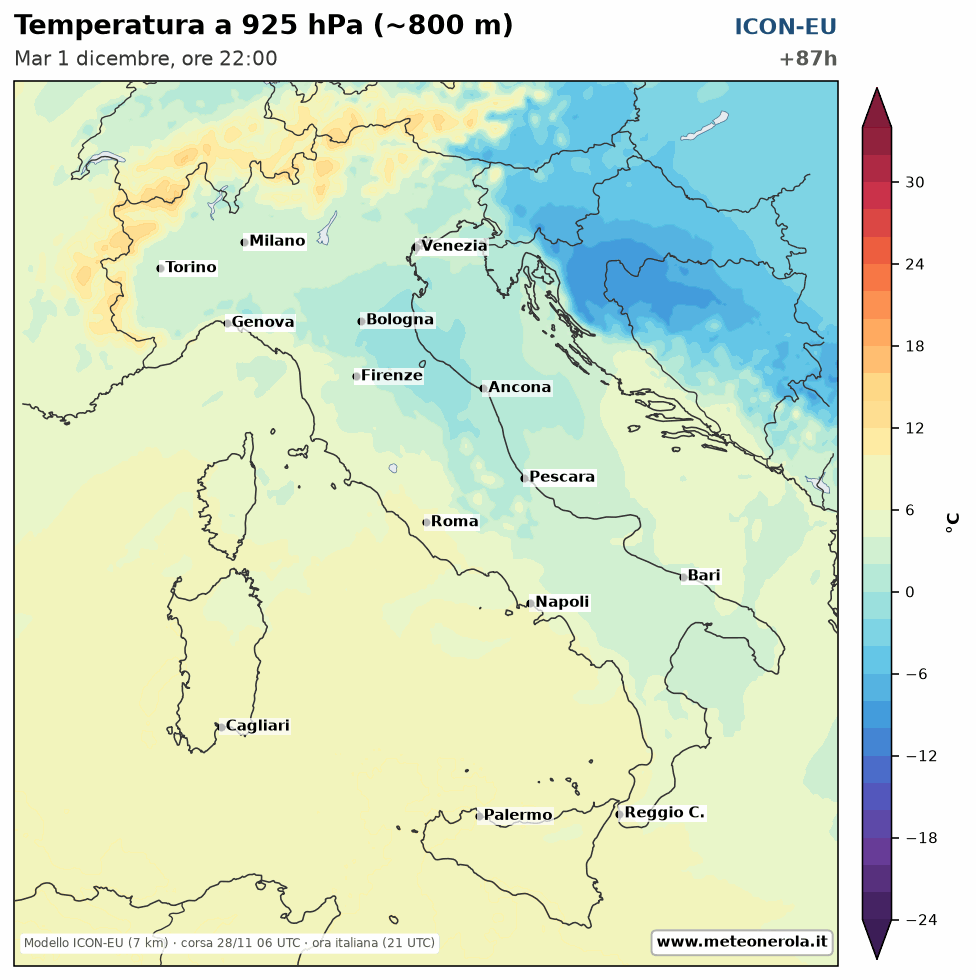 Temperatura a 925 hPa (~800 m)
ICON-EU
Mar 1 dicembre, ore 22:00
+87h
Milano
Venezia
Torino
Genova
Bologna
Firenze
Ancona
Pescara
Roma
Bari
Napoli
Cagliari
Palermo
Reggio C.
30
24
18
12
6
0
−6
−12
−18
−24
°C
Modello ICON-EU (7 km) · corsa 28/11 06 UTC · ora italiana (21 UTC)
www.meteonerola.it